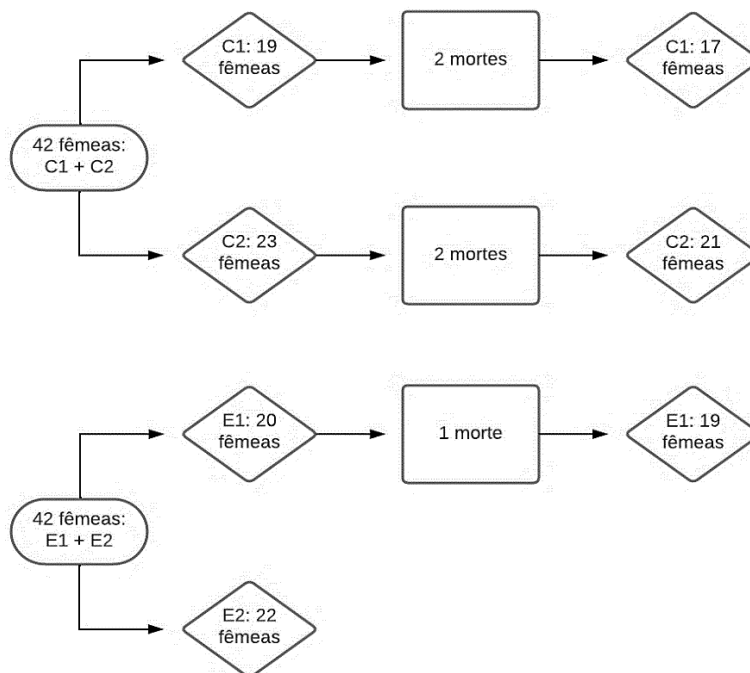 C1: 19
fêmeas
2 mortes
C1: 17
fêmeas
42 fêmeas:
C1 + C2
C2: 23
fêmeas
2 mortes
C2: 21
fêmeas
E1: 20
fêmeas
1 morte
E1: 19
fêmeas
42 fêmeas:
E1 + E2
E2: 22
fêmeas